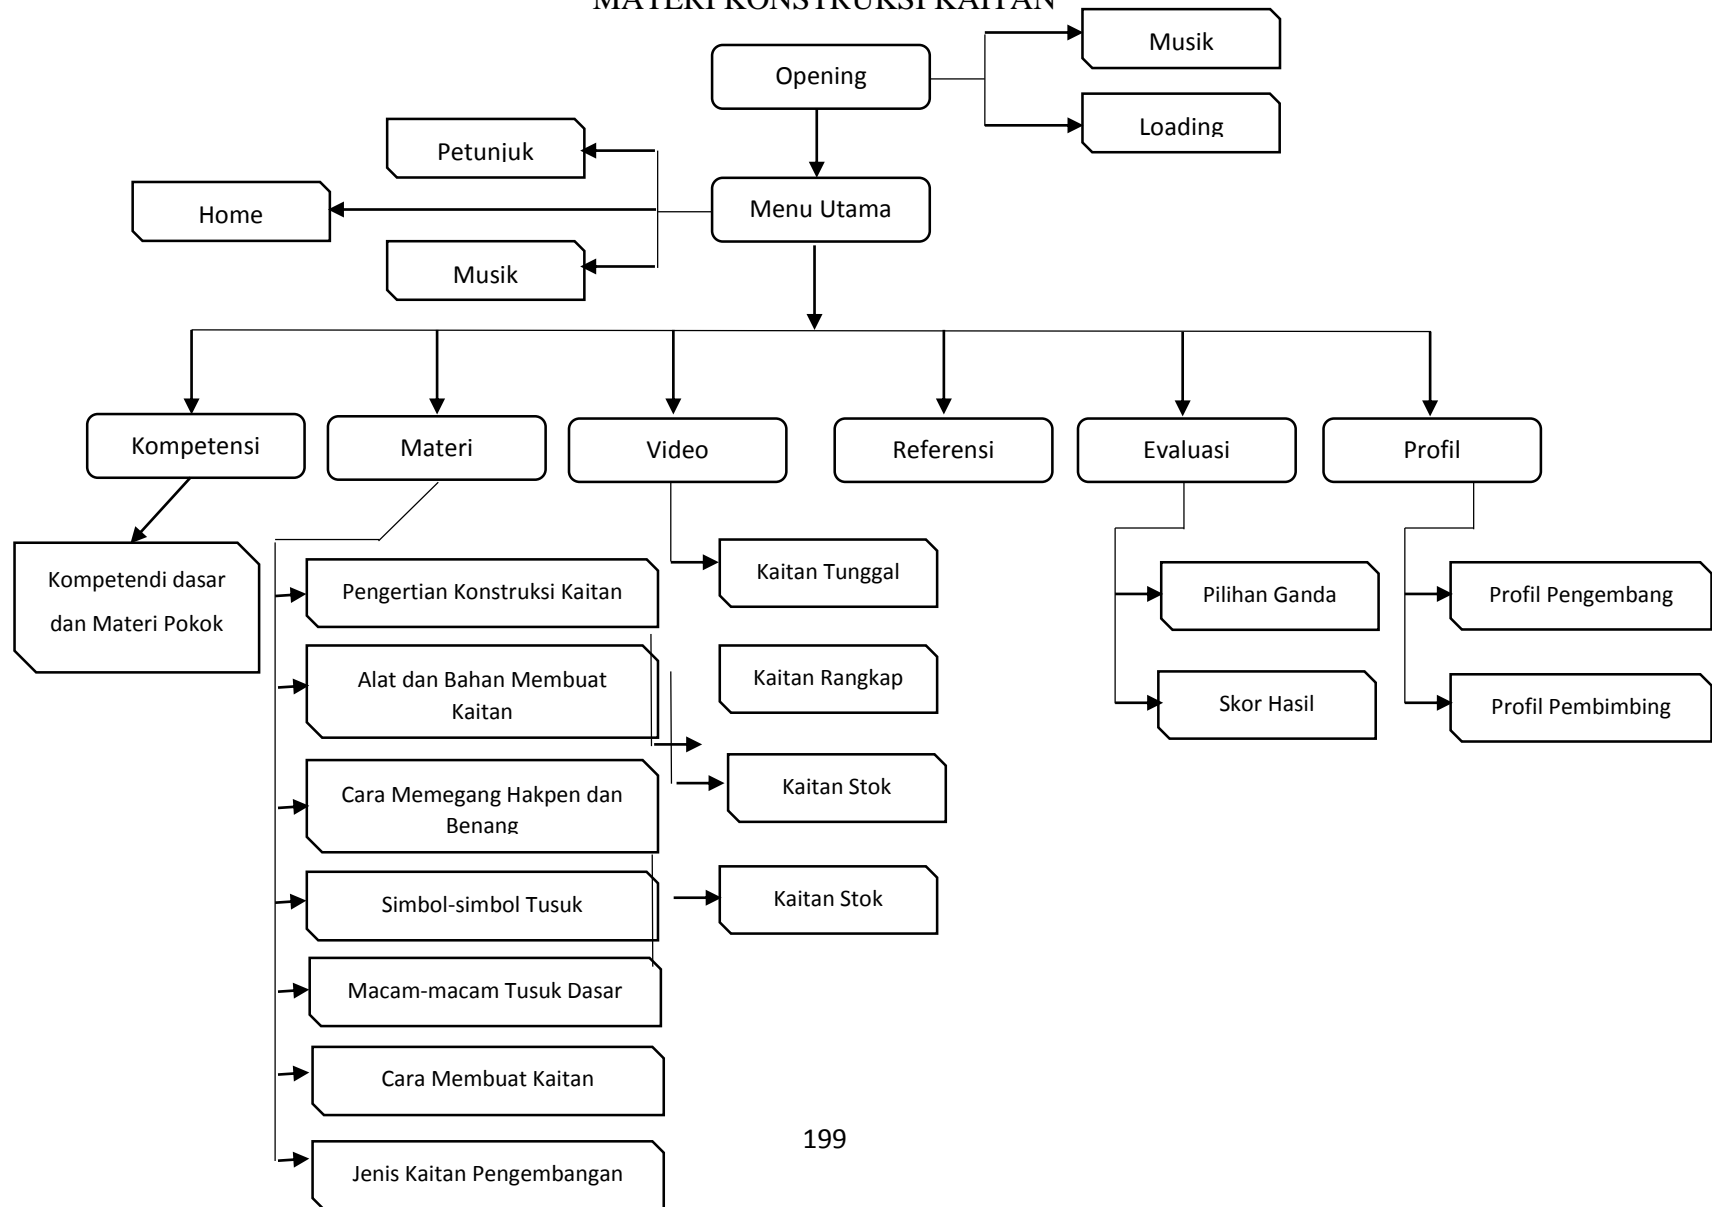 MATERI KONSTRUKSI KAITAN
Opening
Musik
Loading
Petunjuk
Home
Menu Utama
Musik
Kompetensi
Materi
Video
Referensi
Evaluasi
Profil
Kompetendi dasar
dan Materi Pokok
Pengertian Konstruksi Kaitan
Alat dan Bahan Membuat
Kaitan
Cara Memegang Hakpen dan
Benang
Simbol-simbol Tusuk
Macam-macam Tusuk Dasar
Cara Membuat Kaitan
Jenis Kaitan Pengembangan
Kaitan Tunggal
Kaitan Rangkap
Kaitan Stok
Kaitan Stok
Pilihan Ganda
Skor Hasil
Profil Pengembang
Profil Pembimbing
199